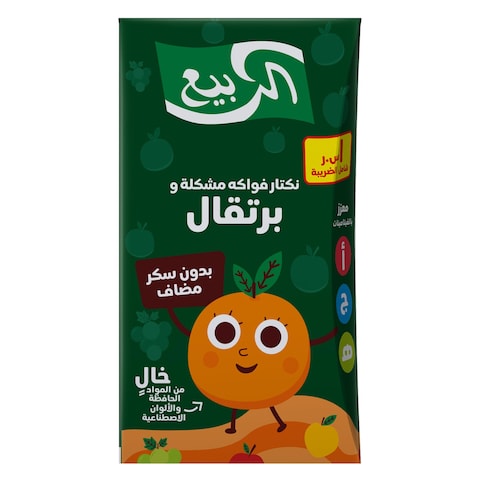 الربيع
١ س.ر
شامل الضريبة
نكتار فواكه مشكلة و
برتقال
معزز
بالفيتامينات
أ
ج
هـ
بدون سكر
مضاف
خالٍ
من المواد
الحافظة
والألوان
الاصطناعية